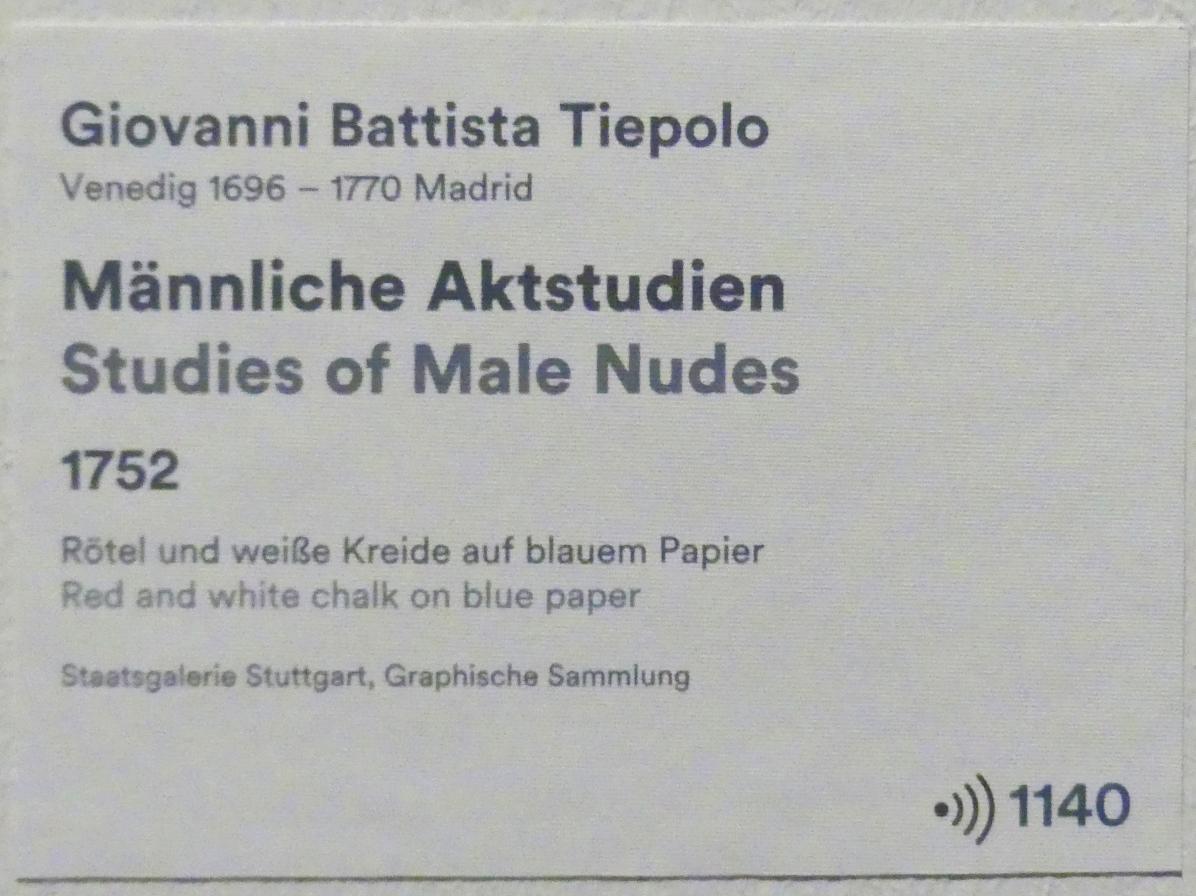 Giovanni Battista Tiepolo
Venedig 1696 – 1770 Madrid
Männliche Aktstudien
Studies of Male Nudes
1752
Rötel und weiße Kreide auf blauem Papier
Red and white chalk on blue paper
Staatsgalerie Stuttgart, Graphische Sammlung
1140